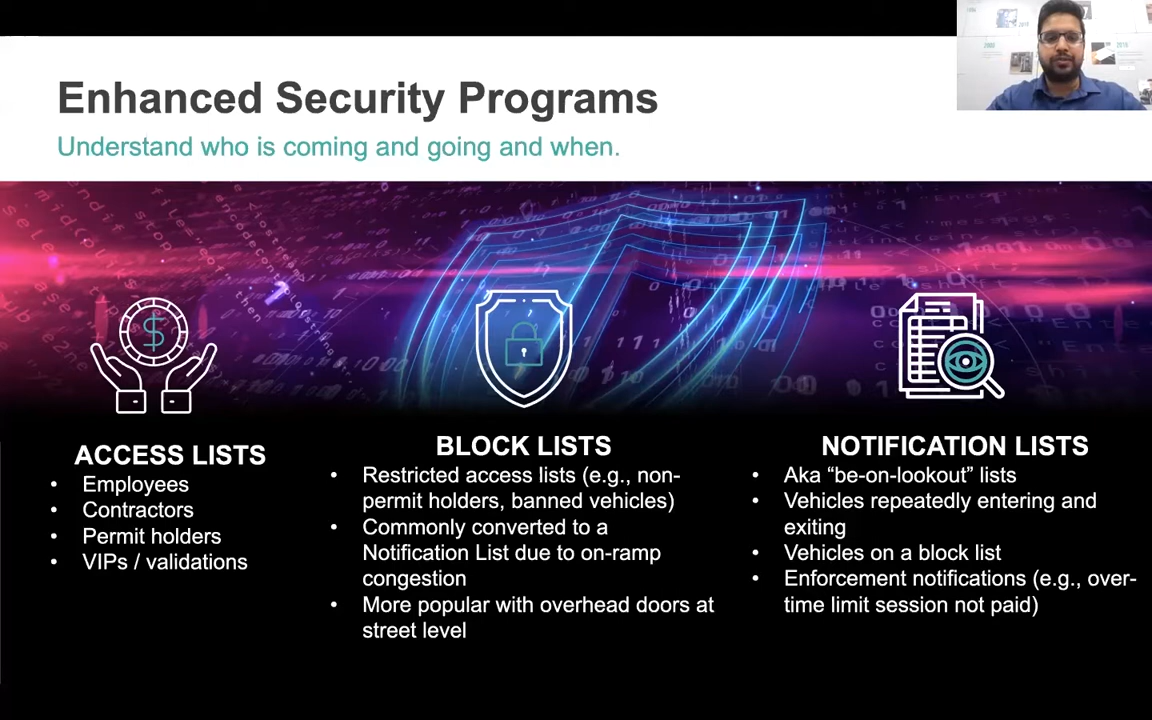 Enhanced Security Programs
Understand who is coming and going and when.
ACCESS LISTS
• Employees
• Contractors
• Permit holders
• VIPs / validations
BLOCK LISTS
• Restricted access lists (e.g., non-
permit holders, banned vehicles)
• Commonly converted to a
Notification List due to on-ramp
congestion
• More popular with overhead doors at
street level
NOTIFICATION LISTS
• Aka “be-on-lookout” lists
• Vehicles repeatedly entering and
exiting
• Vehicles on a block list
• Enforcement notifications (e.g., over-
time limit session not paid)